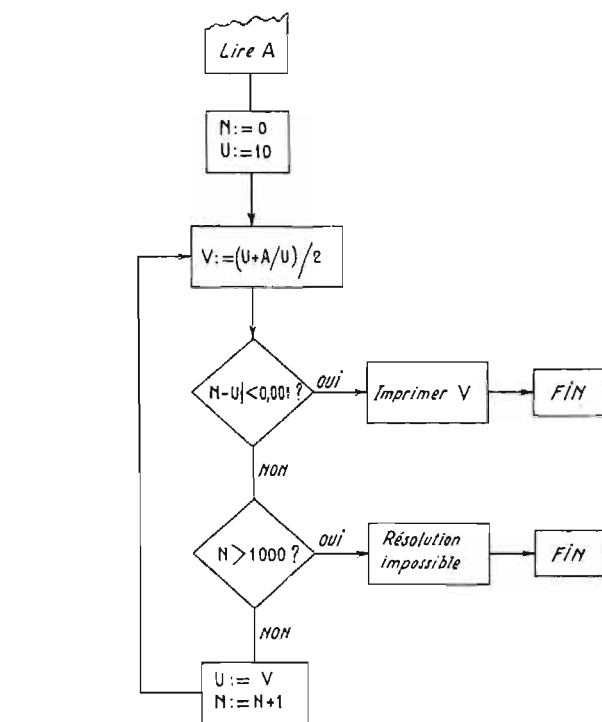 Lire A
N:=0
U:=10
V:=(U+A/U)/2
N-U|<0,001 ?
OUI
Imprimer V
FIN
NON
N>1000 ?
OUI
Résolution
impossible
FIN
NON
U:= V
N:= N+1